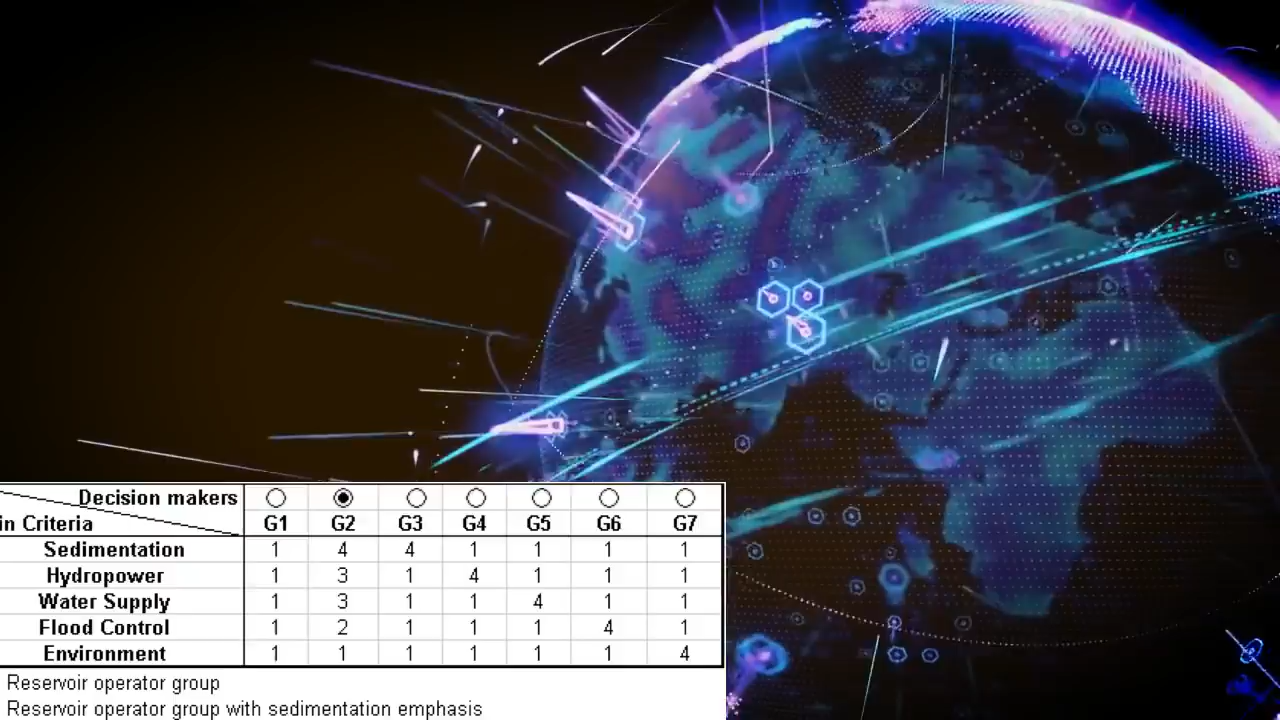 Decision makers
in Criteria G1 G2 G3 G4 G5 G6 G7
Sedimentation 1 4 4 1 1 1 1
Hydropower 1 3 1 4 1 1 1
Water Supply 1 3 1 1 4 1 1
Flood Control 1 2 1 1 1 4 1
Environment 1 1 1 1 1 1 4
Reservoir operator group
Reservoir operator group with sedimentation emphasis